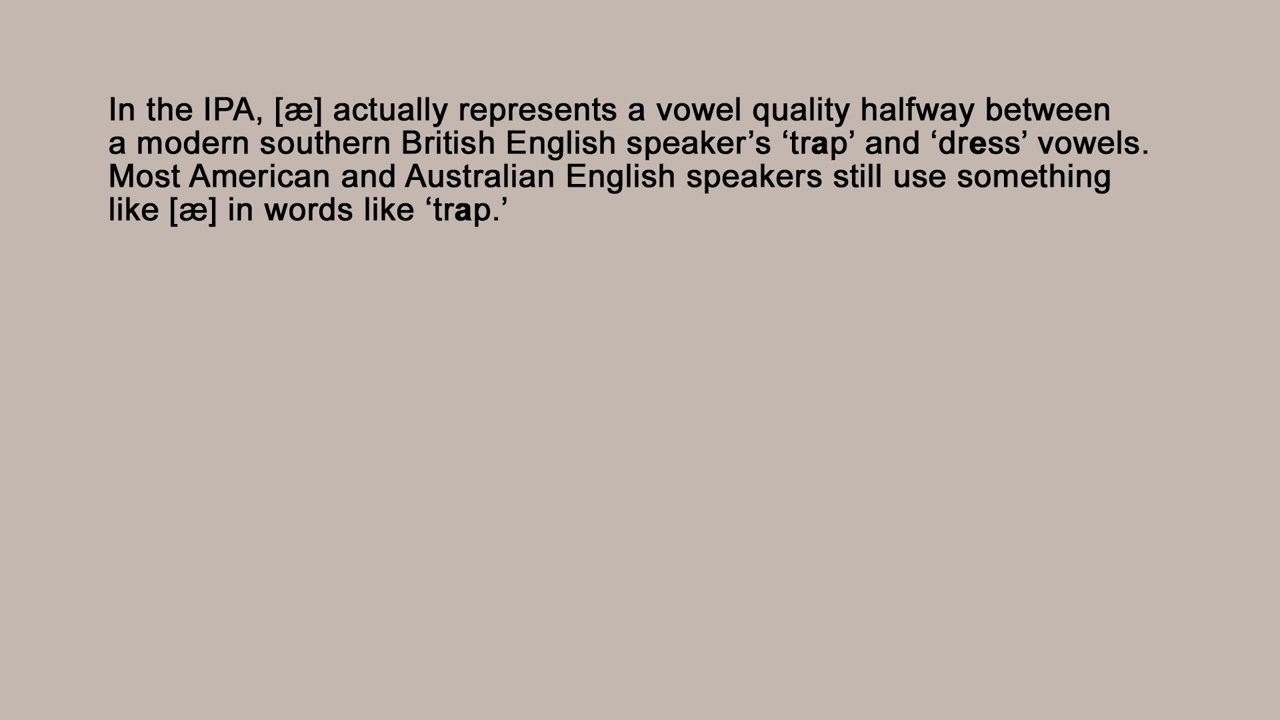 In the IPA, [æ] actually represents a vowel quality halfway between
a modern southern British English speaker’s ‘trap’ and ‘dress’ vowels.
Most American and Australian English speakers still use something
like [æ] in words like ‘trap.’